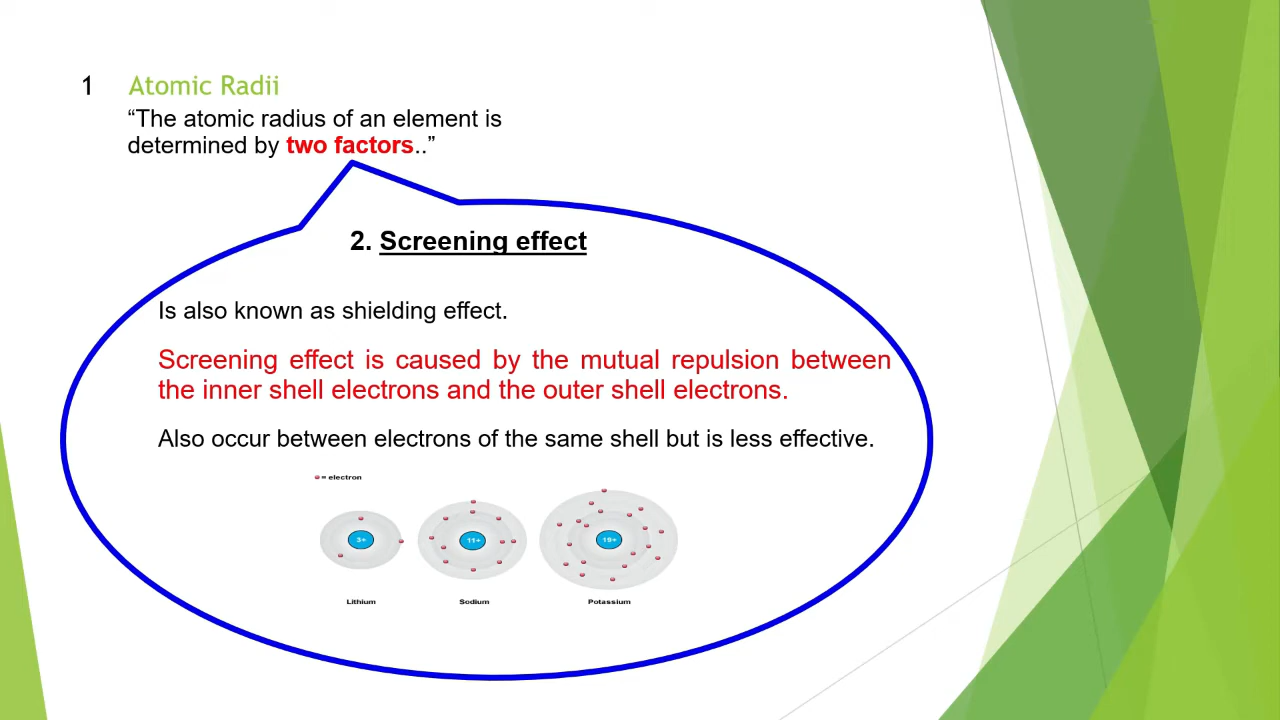 1 Atomic Radii
“The atomic radius of an element is
determined by two factors..”
2. Screening effect
Is also known as shielding effect.
Screening effect is caused by the mutual repulsion between
the inner shell electrons and the outer shell electrons.
Also occur between electrons of the same shell but is less effective.
= electron
3+ 11+ 19+
Lithium Sodium Potassium